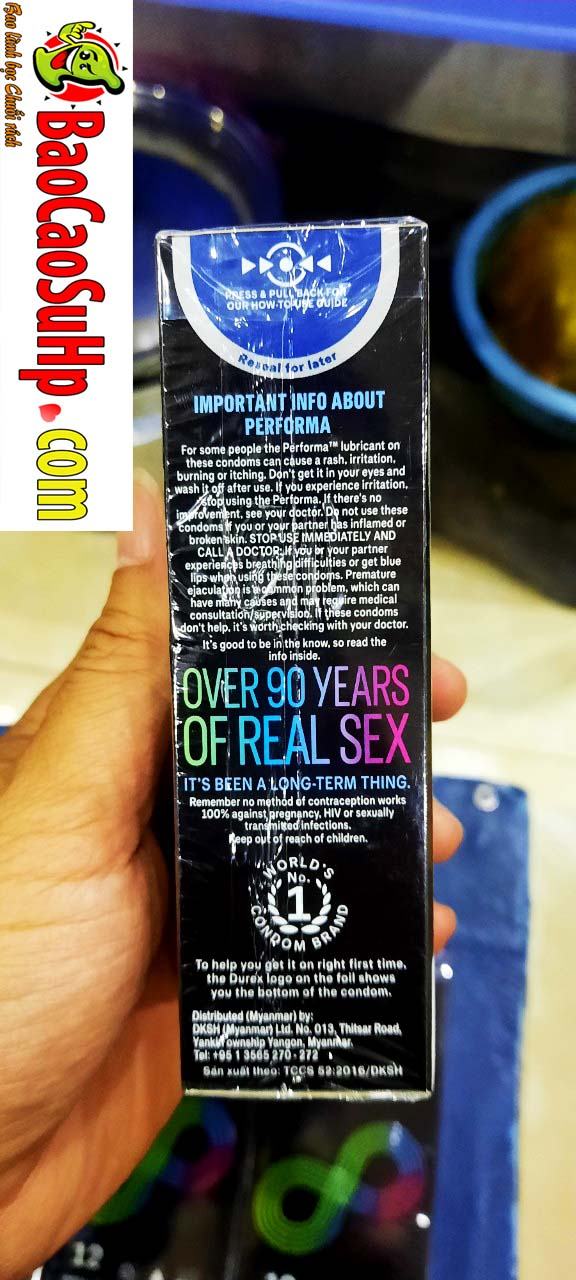 Bao lành bọc Chuối rách
BaoCaoSuHp.com
PRESS & PULL BACK FOR
OUR HOW-TO-USE GUIDE
Reseal for later
IMPORTANT INFO ABOUT
PERFORMA
For some people the Performa™ lubricant on
these condoms can cause a rash, irritation,
burning or itching. Don't get it in your eyes and
wash it off after use. If you experience irritation,
stop using the Performa. If there's no
improvement, see your doctor. Do not use these
condoms if you or your partner has inflamed or
broken skin. STOP USE IMMEDIATELY AND
CALL A DOCTOR: If you or your partner
experiences breathing difficulties or get blue
lips when using these condoms. Premature
ejaculation is a common problem, which can
have many causes and may require medical
consultation/supervision. If these condoms
don't help, it's worth checking with your doctor.
It's good to be in the know, so read the
info inside.
OVER 90 YEARS
OF REAL SEX
IT'S BEEN A LONG-TERM THING.
Remember no method of contraception works
100% against pregnancy, HIV or sexually
transmitted infections.
Keep out of reach of children.
WORLD'S
No.
1
CONDOM BRAND
To help you get it on right first time,
the Durex logo on the foil shows
you the bottom of the condom.
Distributed (Myanmar) by:
DKSH (Myanmar) Ltd. No. 013, Thitsar Road,
Yankin Township Yangon, Myanmar.
Tel: +95 1 3565 270 - 272
Sản xuất theo: TCCS 52:2016/DKSH
12